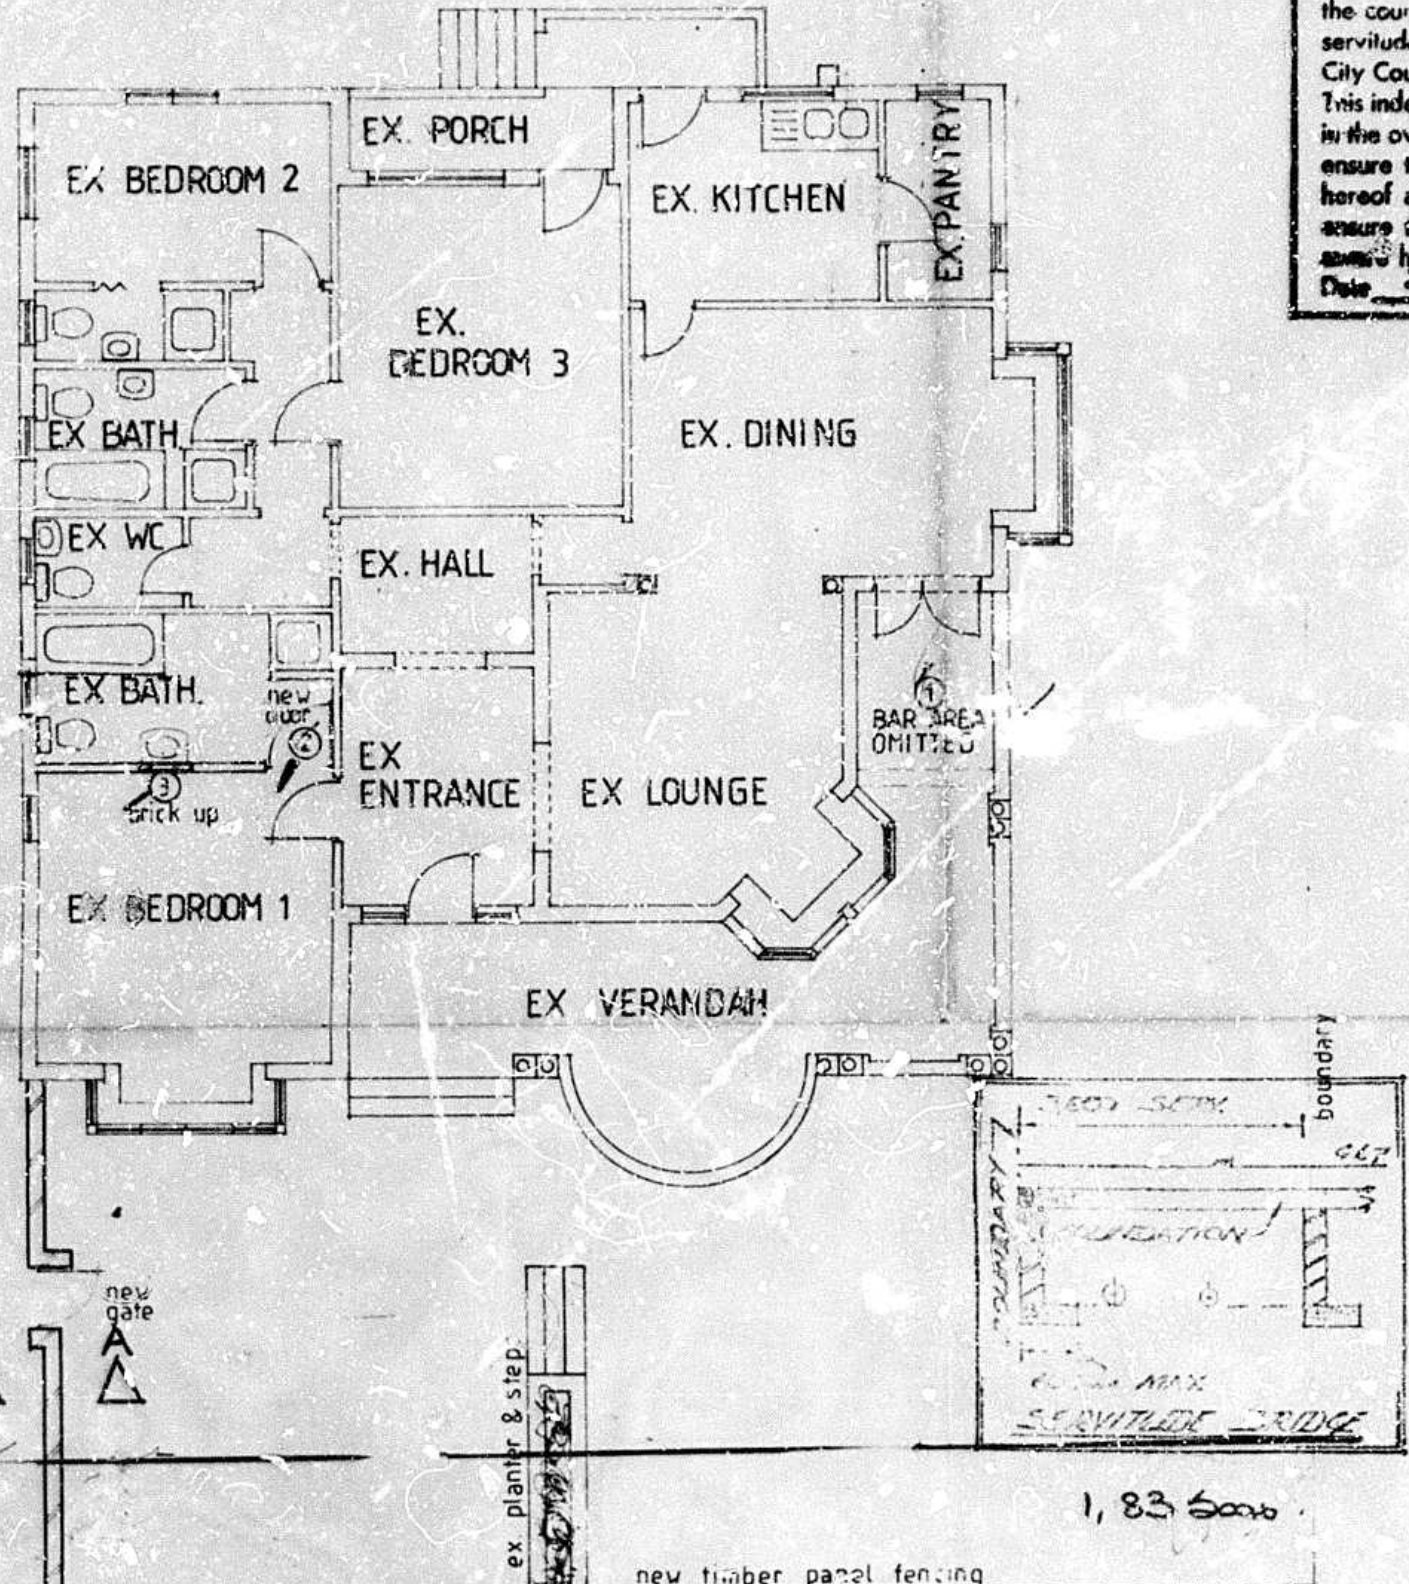 the cour
servitud
City Cou
This inde
in the ov
ensure t
hereof a
ensure
h
Date
EX. PORCH
EX BEDROOM 2
EX. KITCHEN
EX. PANTRY
EX.
BEDROOM 3
EX BATH
EX. DINING
EX WC
EX. HALL
EX BATH.
new
door
2
1
BAR AREA
OMITTED
EX
ENTRANCE
EX LOUNGE
3
brick up
EX BEDROOM 1
EX VERANDAH
boundary
FOUNDATION
MAX
SERVITUDE BRIDGE
new
gate
A
ex planter & step
1, 83
new timber panel fencing